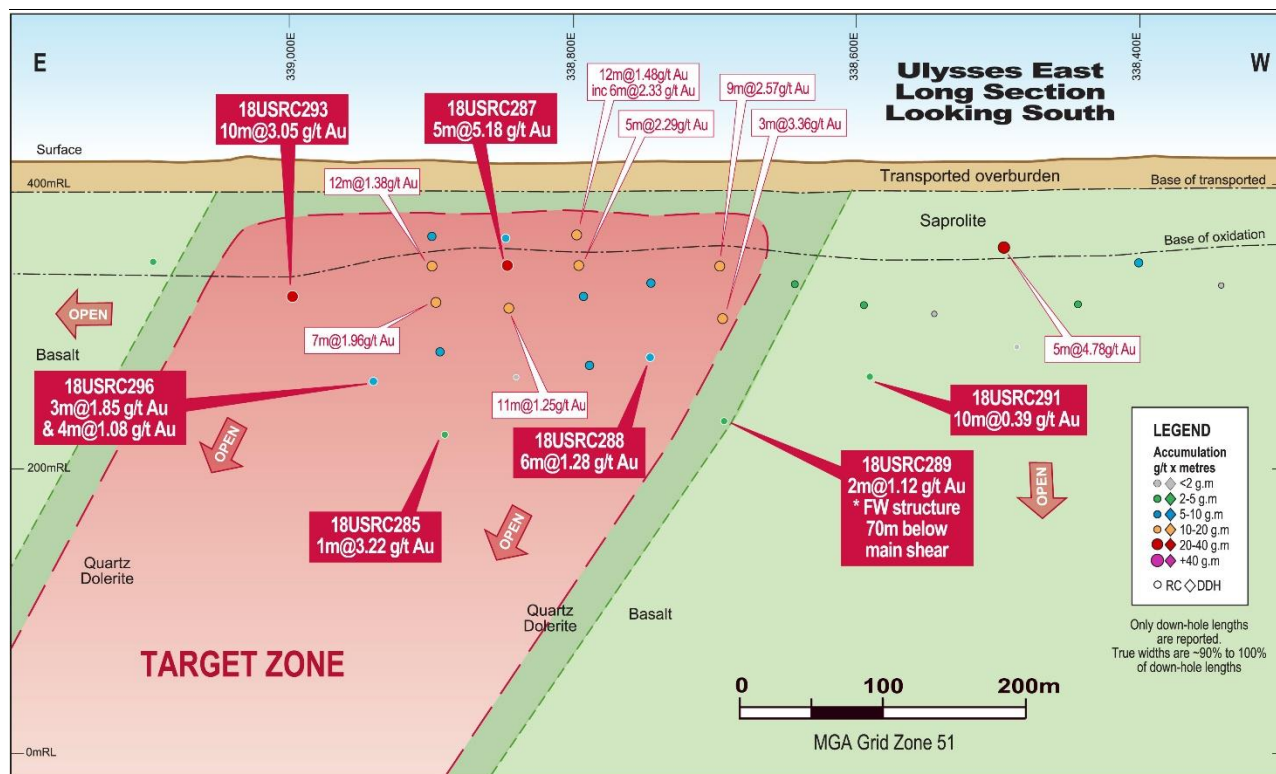 E
339,000E
338,800E
338,600E
338,400E
W
Ulysses East
Long Section
Looking South
12m@1.48g/t Au
inc 6m@2.33 g/t Au
9m@2.57g/t Au
18USRC293
10m@3.05 g/t Au
18USRC287
5m@5.18 g/t Au
5m@2.29g/t Au
3m@3.36g/t Au
Surface
400mRL
12m@1.38g/t Au
Transported overburden
Base of transported
Saprolite
Base of oxidation
OPEN
Basalt
7m@1.96g/t Au
5m@4.78g/t Au
18USRC296
3m@1.85 g/t Au
& 4m@1.08 g/t Au
11m@1.25g/t Au
18USRC291
10m@0.39 g/t Au
OPEN
18USRC288
6m@1.28 g/t Au
200mRL
18USRC289
2m@1.12 g/t Au
* FW structure
70m below
main shear
OPEN
18USRC285
1m@3.22 g/t Au
OPEN
LEGEND
Accumulation
g/t x metres
<2 g.m
2-5 g.m
5-10 g.m
10-20 g.m
20-40 g.m
+40 g.m
RC DDH
Quartz
Dolerite
Quartz
Dolerite
Basalt
Only down-hole lengths
are reported.
True widths are ~90% to 100%
of down-hole lengths
TARGET ZONE
0 100 200m
MGA Grid Zone 51
0mRL